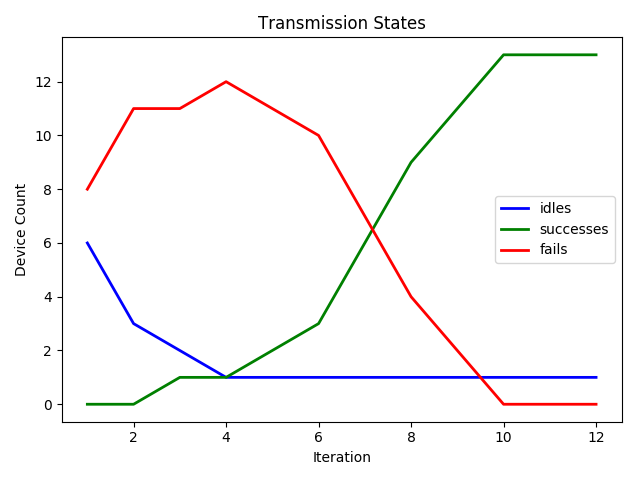 Transmission States
Device Count
12
10
8
6
4
2
0
idles
successes
fails
2 4 6 8 10 12
Iteration